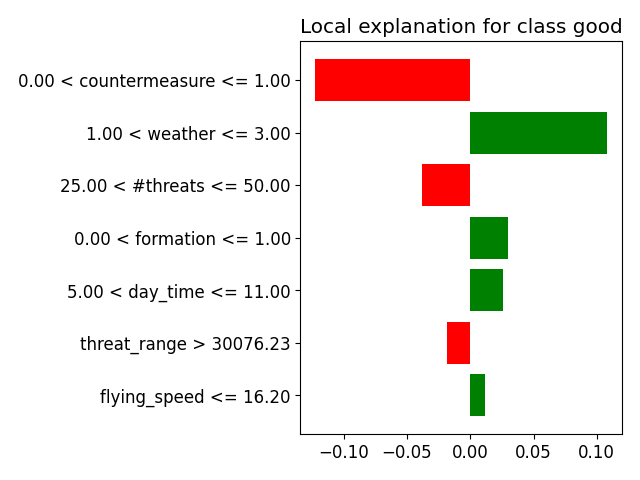 Local explanation for class good
0.00 < countermeasure <= 1.00
1.00 < weather <= 3.00
25.00 < #threats <= 50.00
0.00 < formation <= 1.00
5.00 < day_time <= 11.00
threat_range > 30076.23
flying_speed <= 16.20
−0.10 −0.05 0.00 0.05 0.10